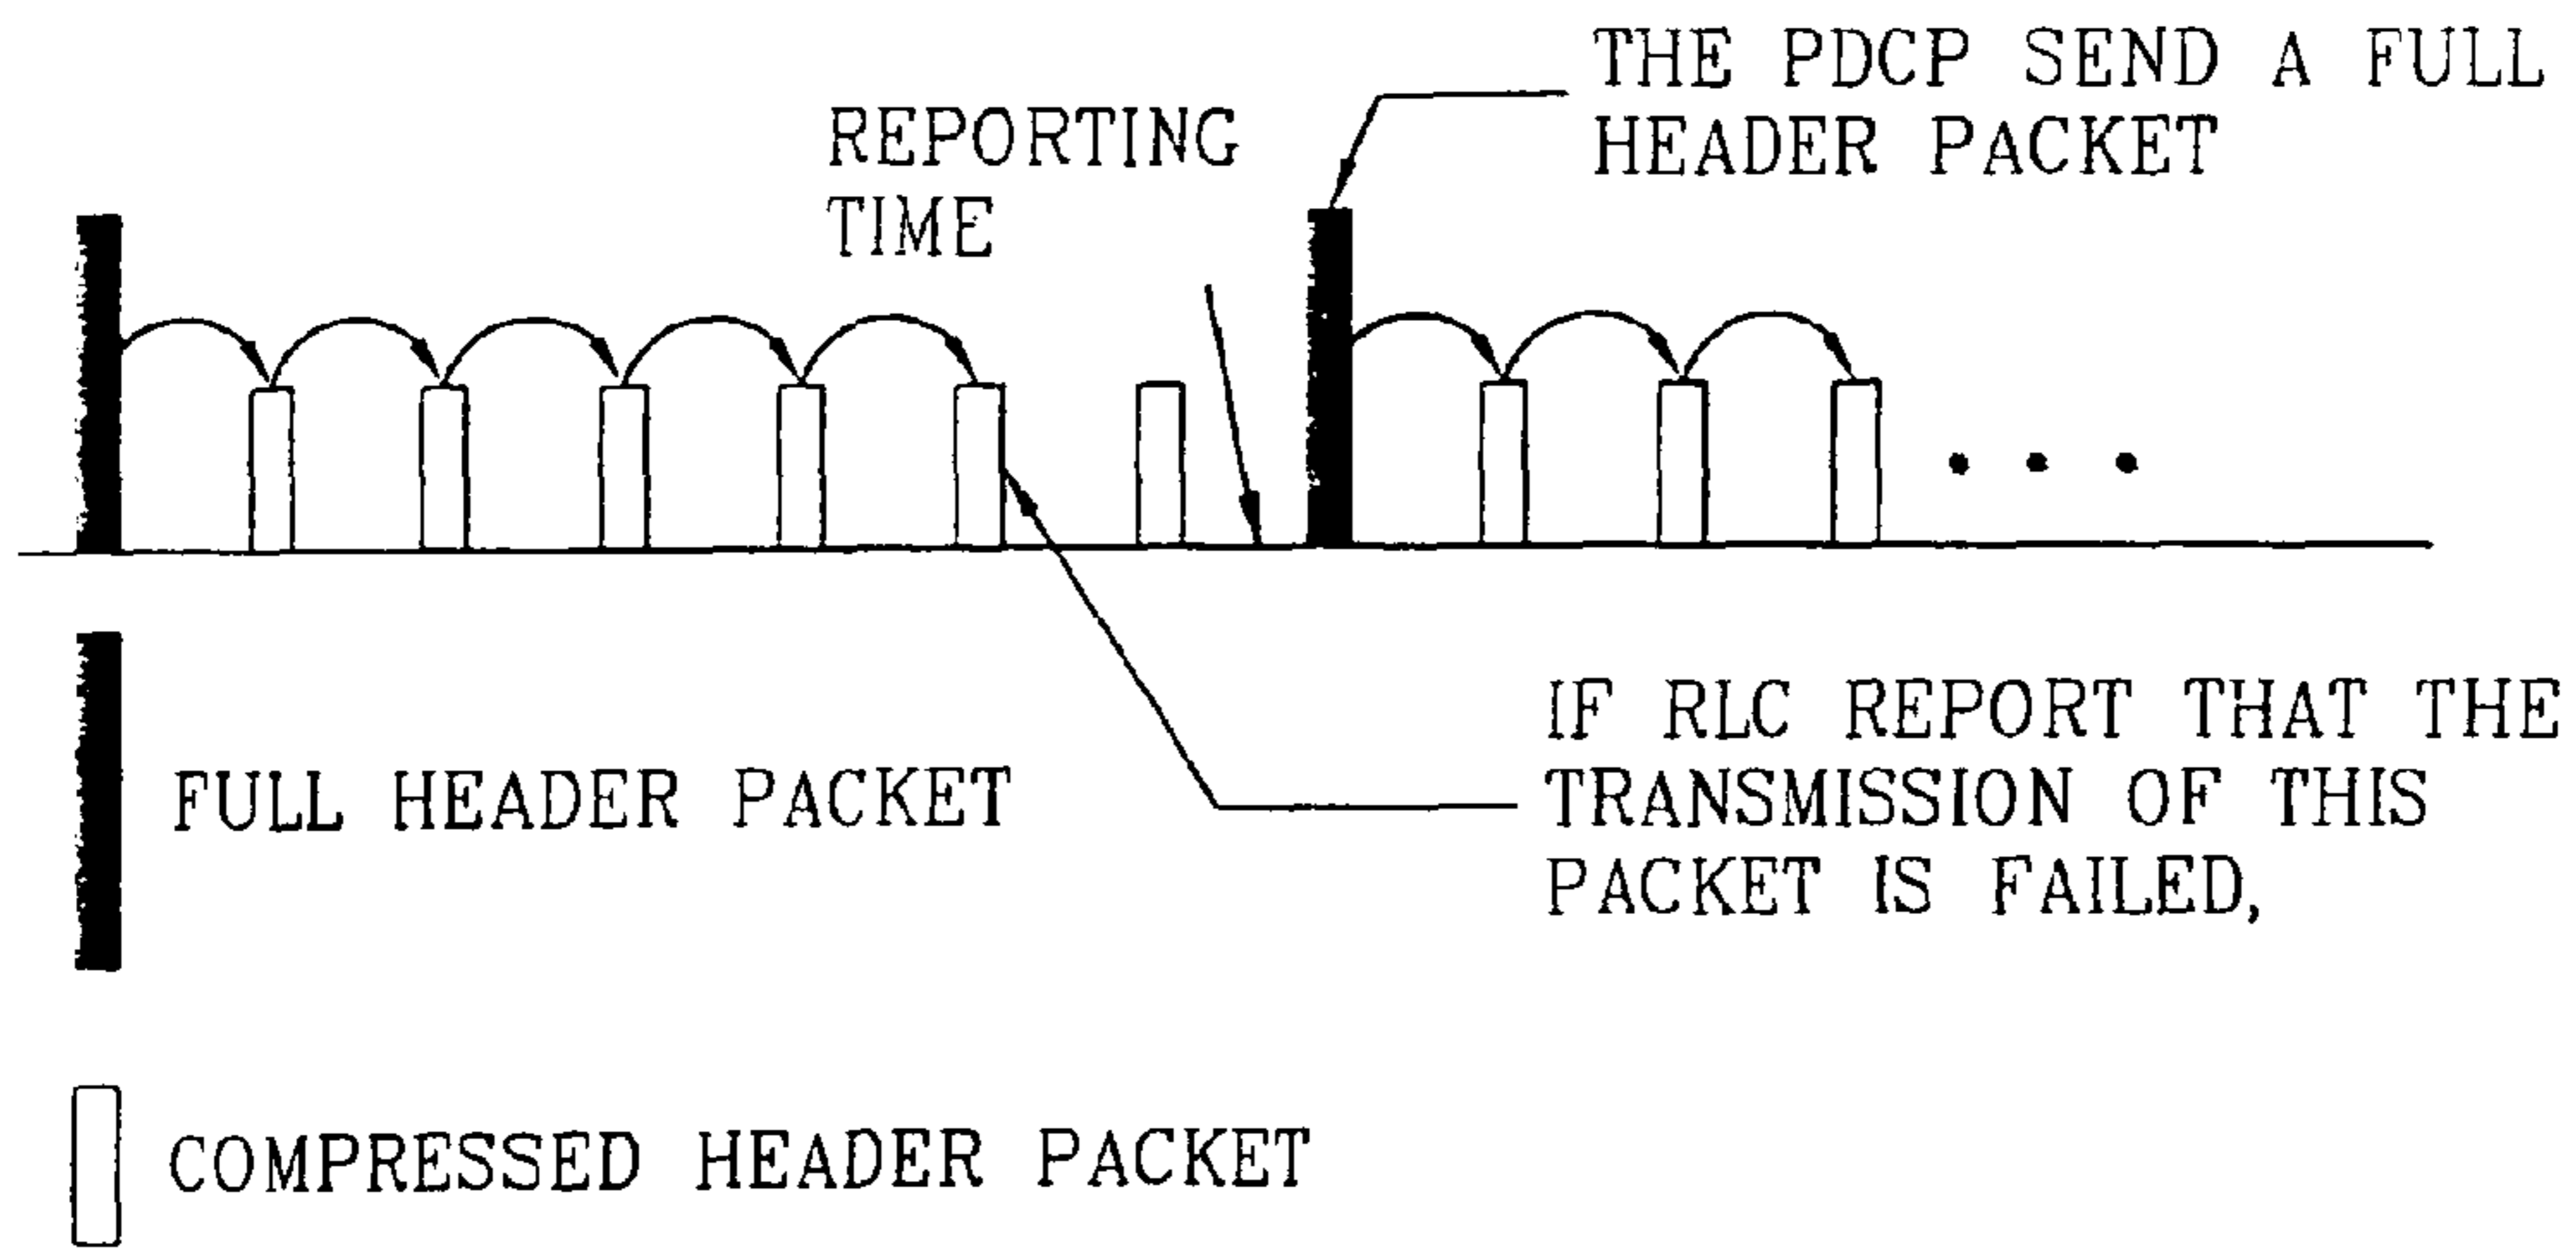 THE PDCP SEND A FULL
HEADER PACKET
REPORTING
TIME
IF RLC REPORT THAT THE
TRANSMISSION OF THIS
PACKET IS FAILED,
FULL HEADER PACKET
COMPRESSED HEADER PACKET